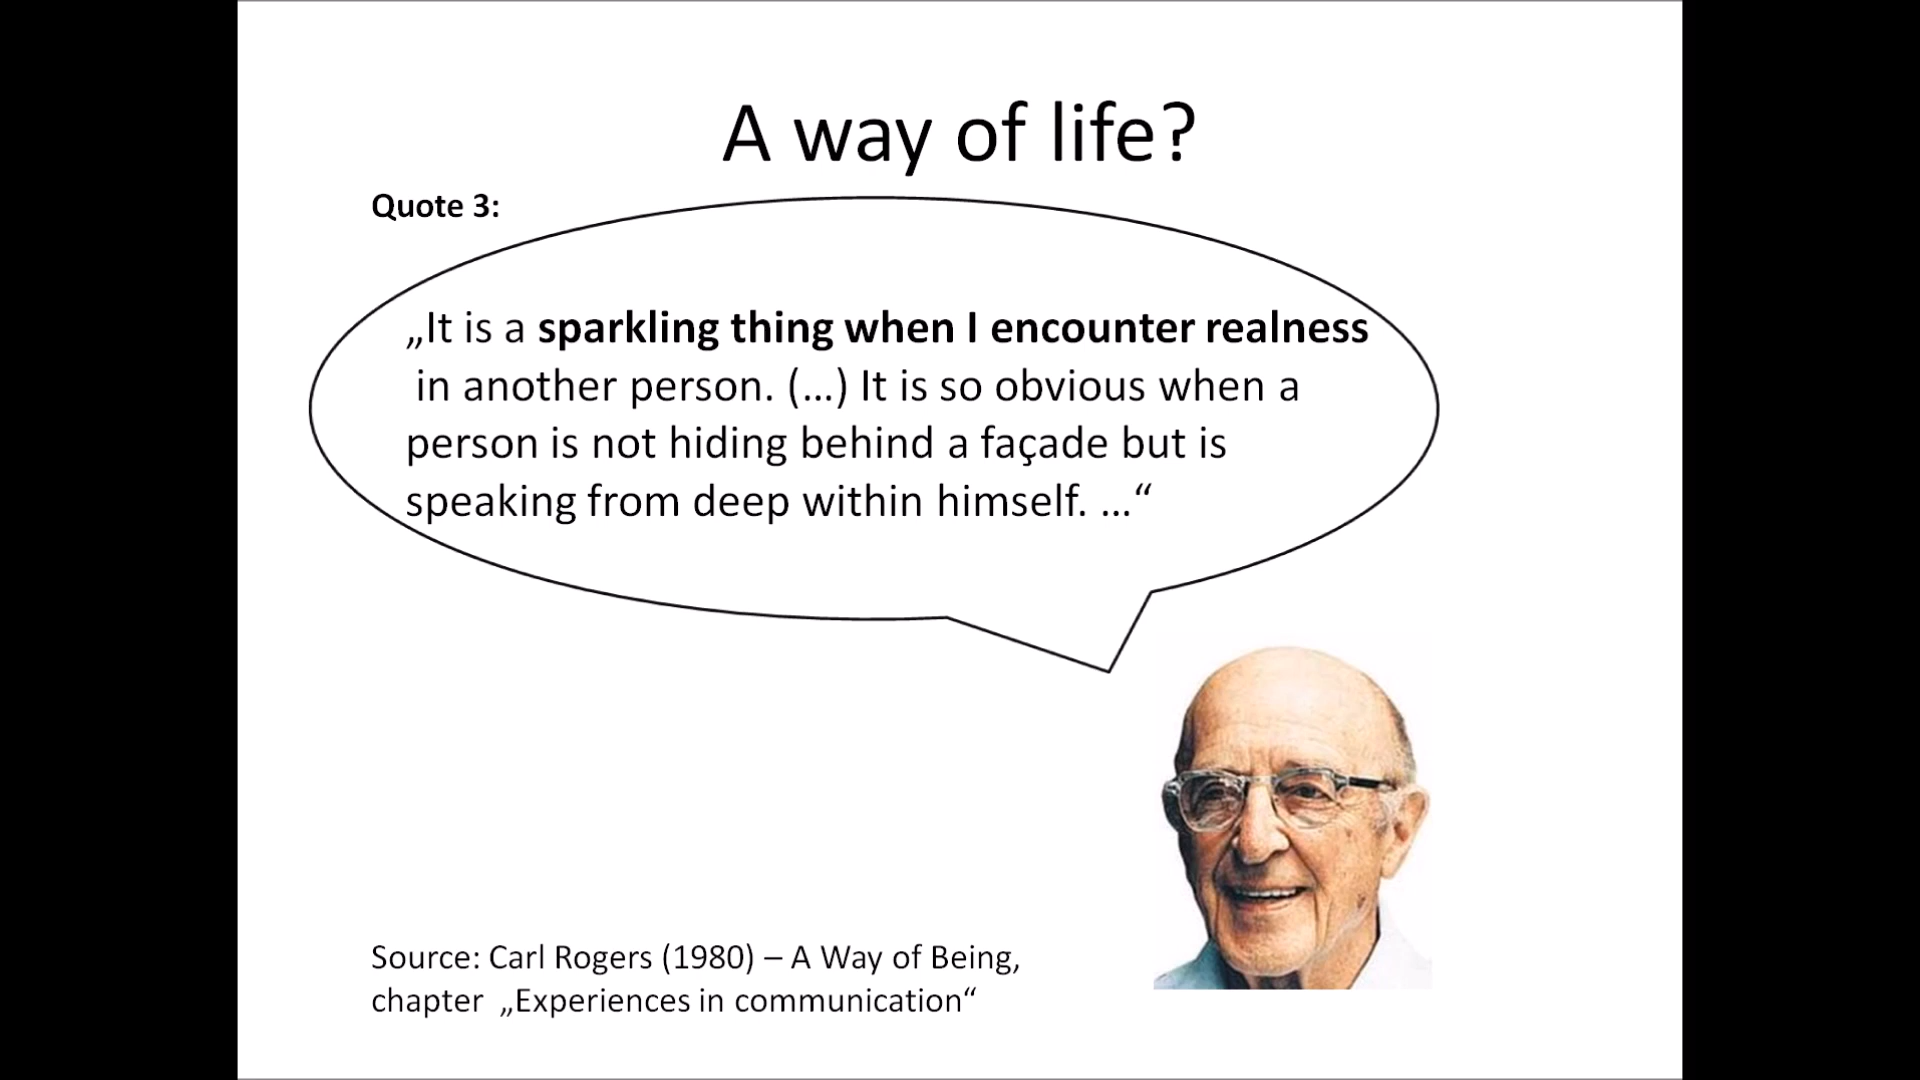 A way of life?
Quote 3:
„It is a sparkling thing when I encounter realness
in another person. (...) It is so obvious when a
person is not hiding behind a façade but is
speaking from deep within himself. ...“
Source: Carl Rogers (1980) – A Way of Being,
chapter „Experiences in communication“